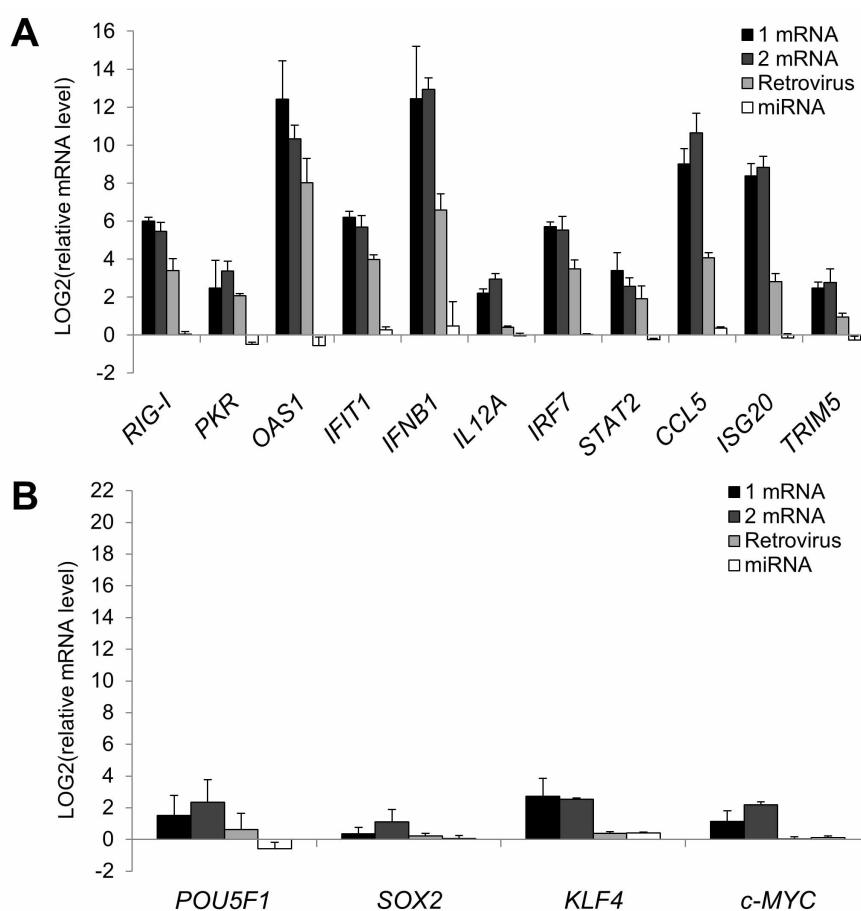 A
LOG2(relative mRNA level)
16
14
12
10
8
6
4
2
0
-2
1 mRNA
2 mRNA
Retrovirus
miRNA
RIG-I
PKR
OAS1
IFIT1
IFNB1
IL12A
IRF7
STAT2
CCL5
ISG20
TRIM5
B
LOG2(relative mRNA level)
22
20
18
16
14
12
10
8
6
4
2
0
-2
1 mRNA
2 mRNA
Retrovirus
miRNA
POU5F1
SOX2
KLF4
c-MYC